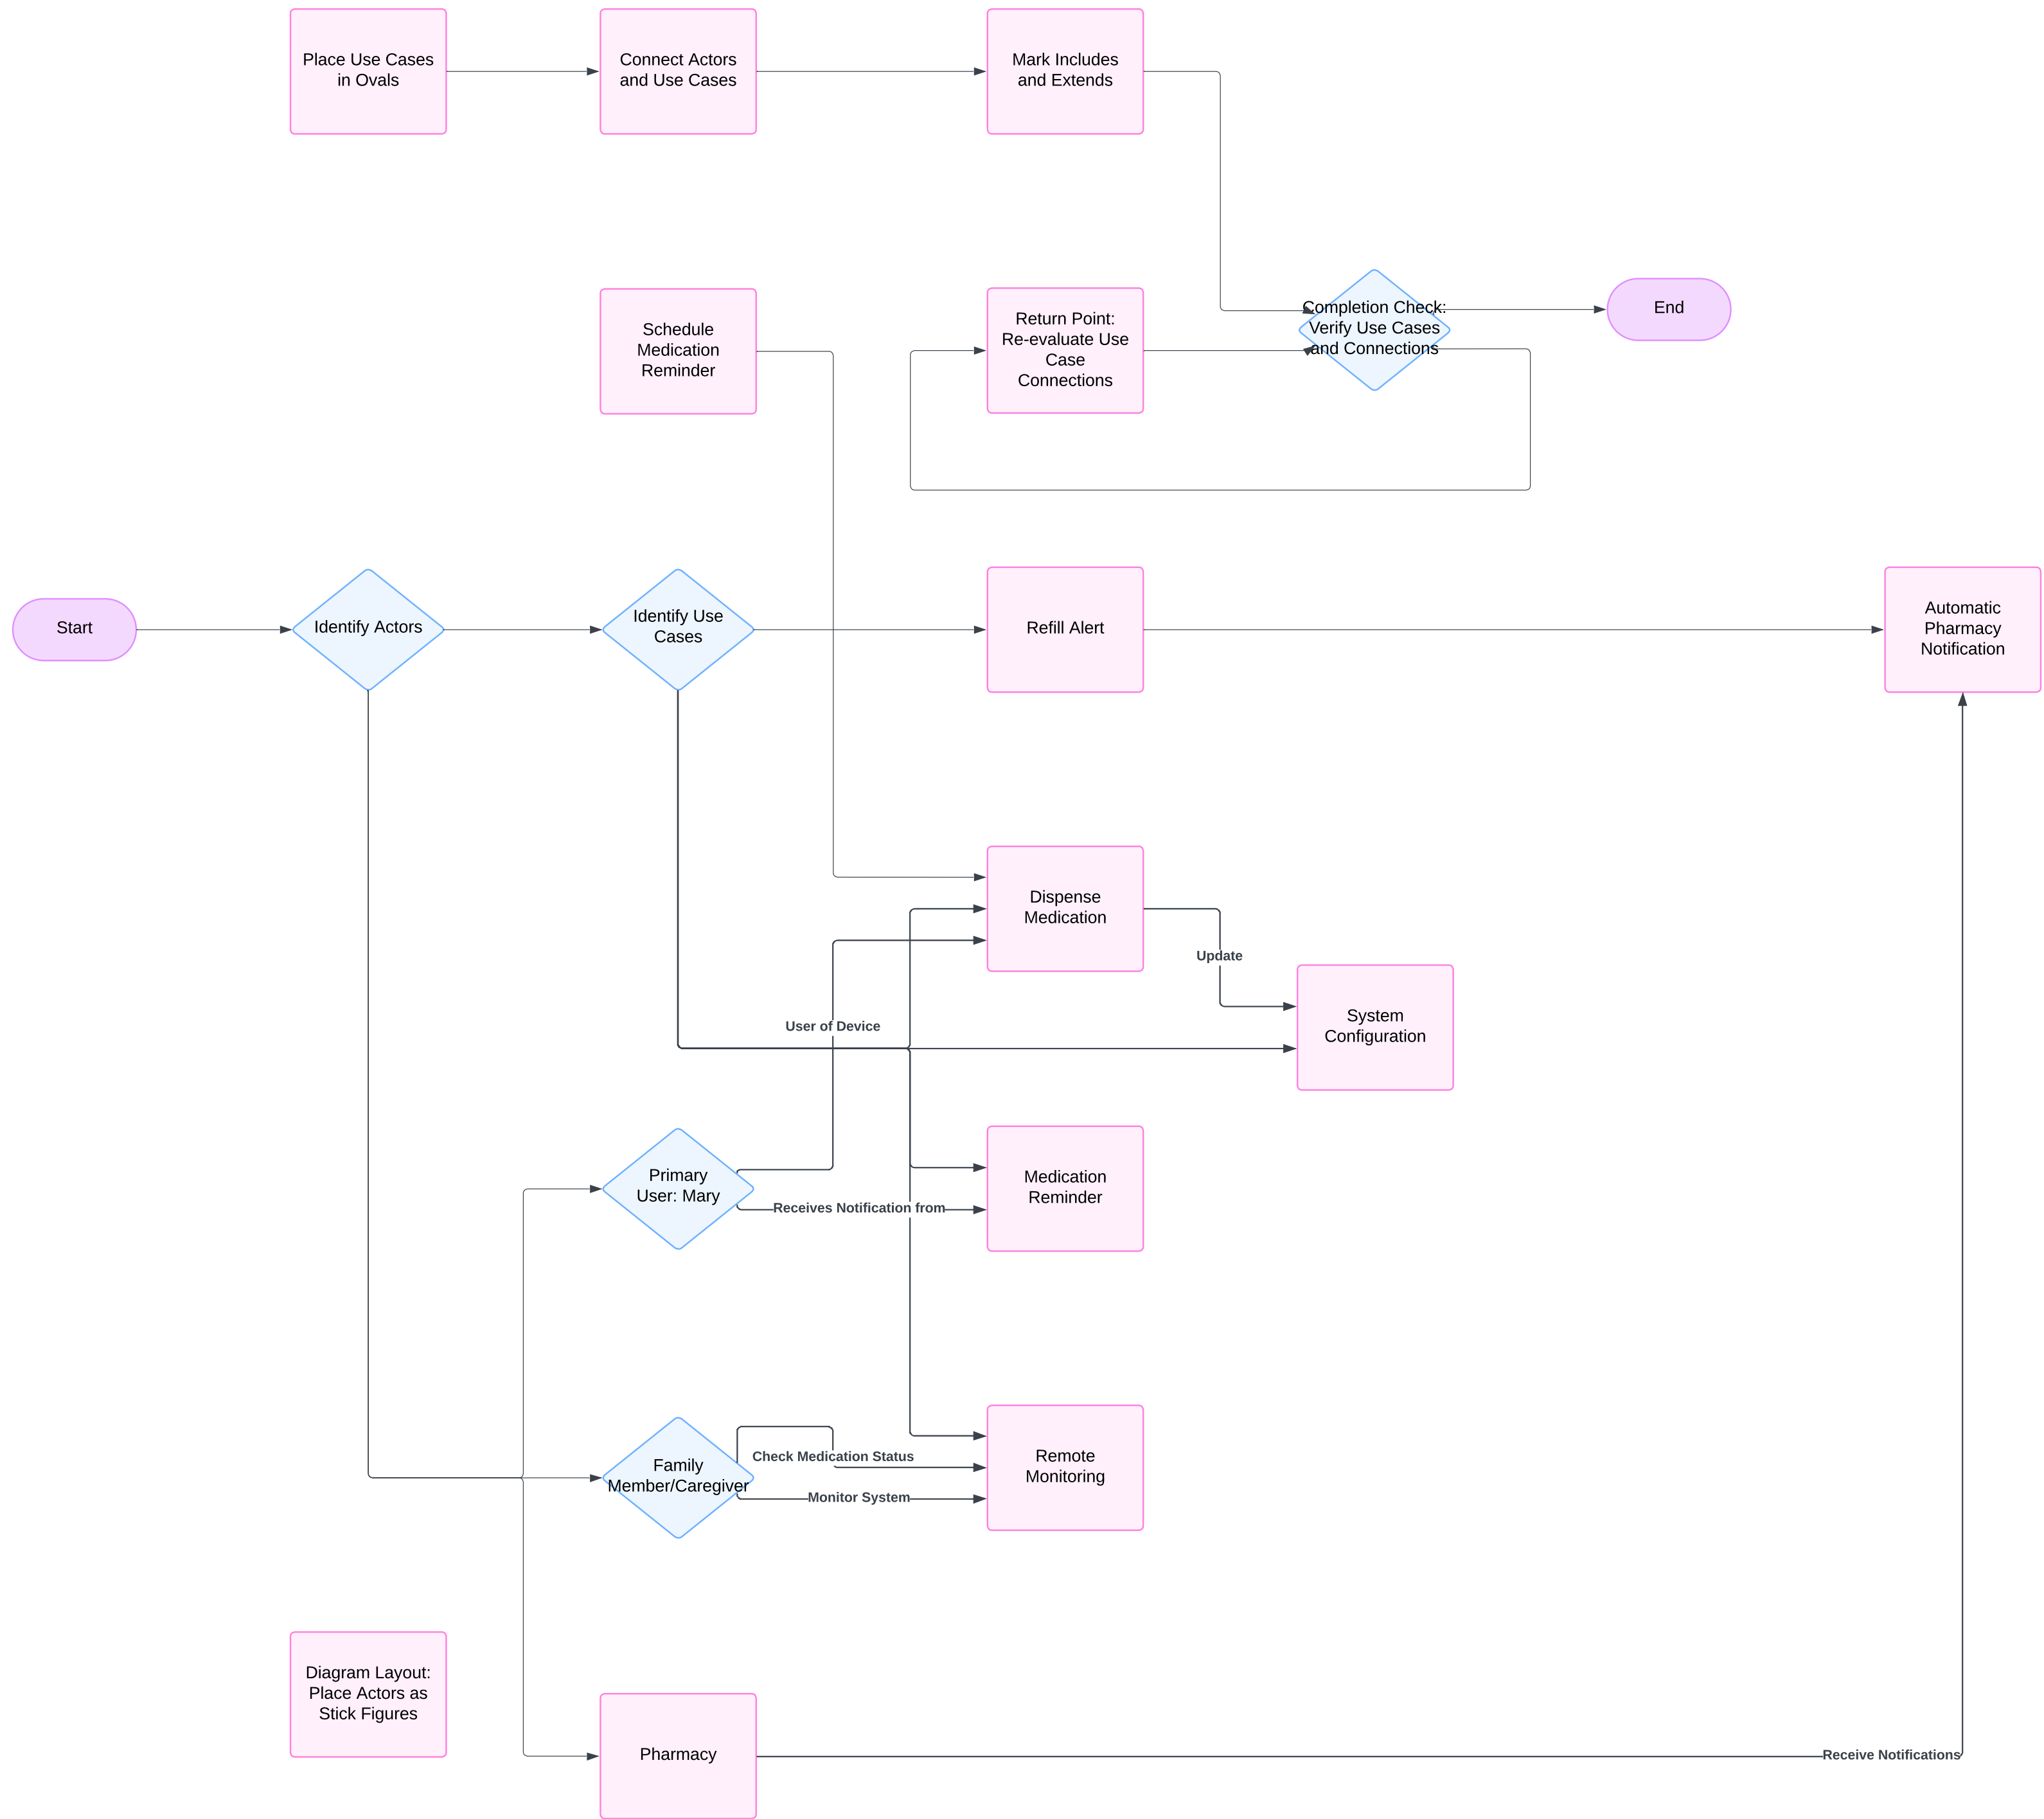 Place Use Cases
in Ovals
Connect Actors
and Use Cases
Mark Includes
and Extends
Schedule
Medication
Reminder
Return Point:
Re-evaluate Use
Case
Connections
Completion Check:
Verify Use Cases
and Connections
End
Start
Identify Actors
Identify Use
Cases
Refill Alert
Automatic
Pharmacy
Notification
Dispense
Medication
Update
System
Configuration
User of Device
Primary
User: Mary
Receives Notification from
Medication
Reminder
Family
Member/Caregiver
Check Medication Status
Monitor System
Remote
Monitoring
Diagram Layout:
Place Actors as
Stick Figures
Pharmacy
Receive Notifications